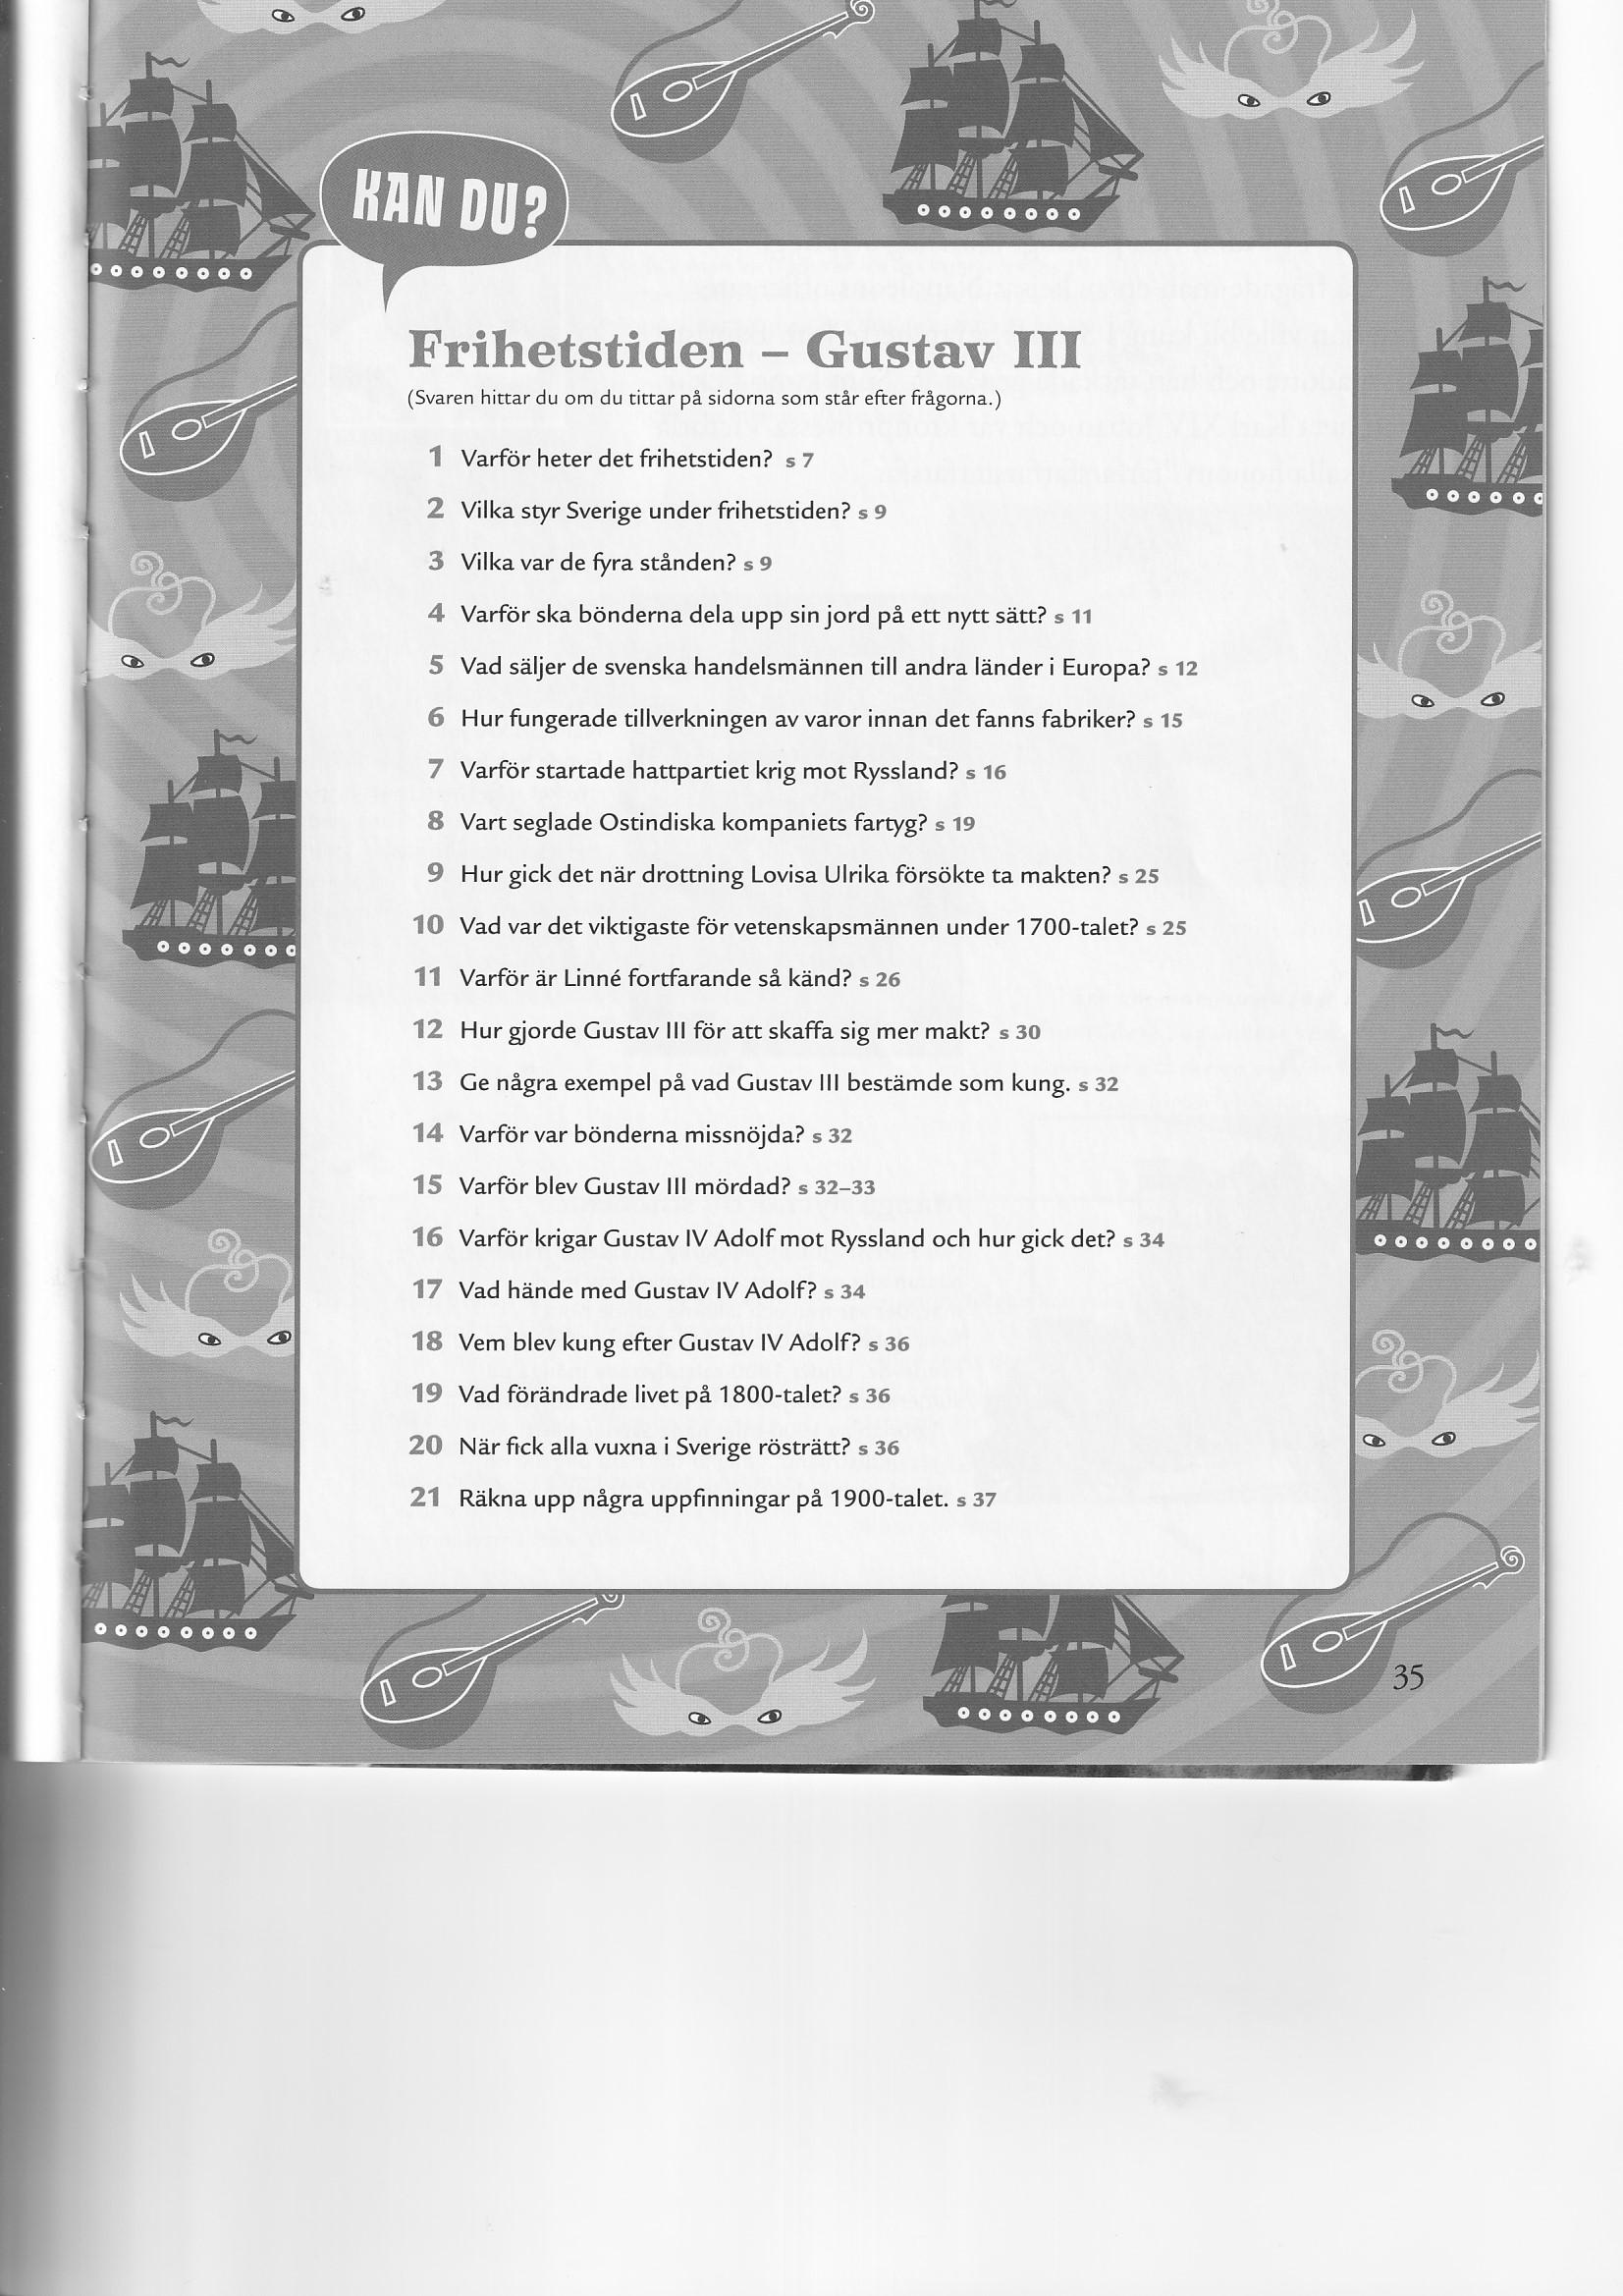 KAN DU?
Frihetstiden – Gustav III
(Svaren hittar du om du tittar på sidorna som står efter frågorna.)
1 Varför heter det frihetstiden? s 7
2 Vilka styr Sverige under frihetstiden? s 9
3 Vilka var de fyra stånden? s 9
4 Varför ska bönderna dela upp sin jord på ett nytt sätt? s 11
5 Vad säljer de svenska handelsmännen till andra länder i Europa? s 12
6 Hur fungerade tillverkningen av varor innan det fanns fabriker? s 15
7 Varför startade hattpartiet krig mot Ryssland? s 16
8 Vart seglade Ostindiska kompaniets fartyg? s 19
9 Hur gick det när drottning Lovisa Ulrika försökte ta makten? s 25
10 Vad var det viktigaste för vetenskapsmännen under 1700-talet? s 25
11 Varför är Linné fortfarande så känd? s 26
12 Hur gjorde Gustav III för att skaffa sig mer makt? s 30
13 Ge några exempel på vad Gustav III bestämde som kung. s 32
14 Varför var bönderna missnöjda? s 32
15 Varför blev Gustav III mördad? s 32–33
16 Varför krigar Gustav IV Adolf mot Ryssland och hur gick det? s 34
17 Vad hände med Gustav IV Adolf? s 34
18 Vem blev kung efter Gustav IV Adolf? s 36
19 Vad förändrade livet på 1800-talet? s 36
20 När fick alla vuxna i Sverige rösträtt? s 36
21 Räkna upp några uppfinningar på 1900-talet. s 37
35